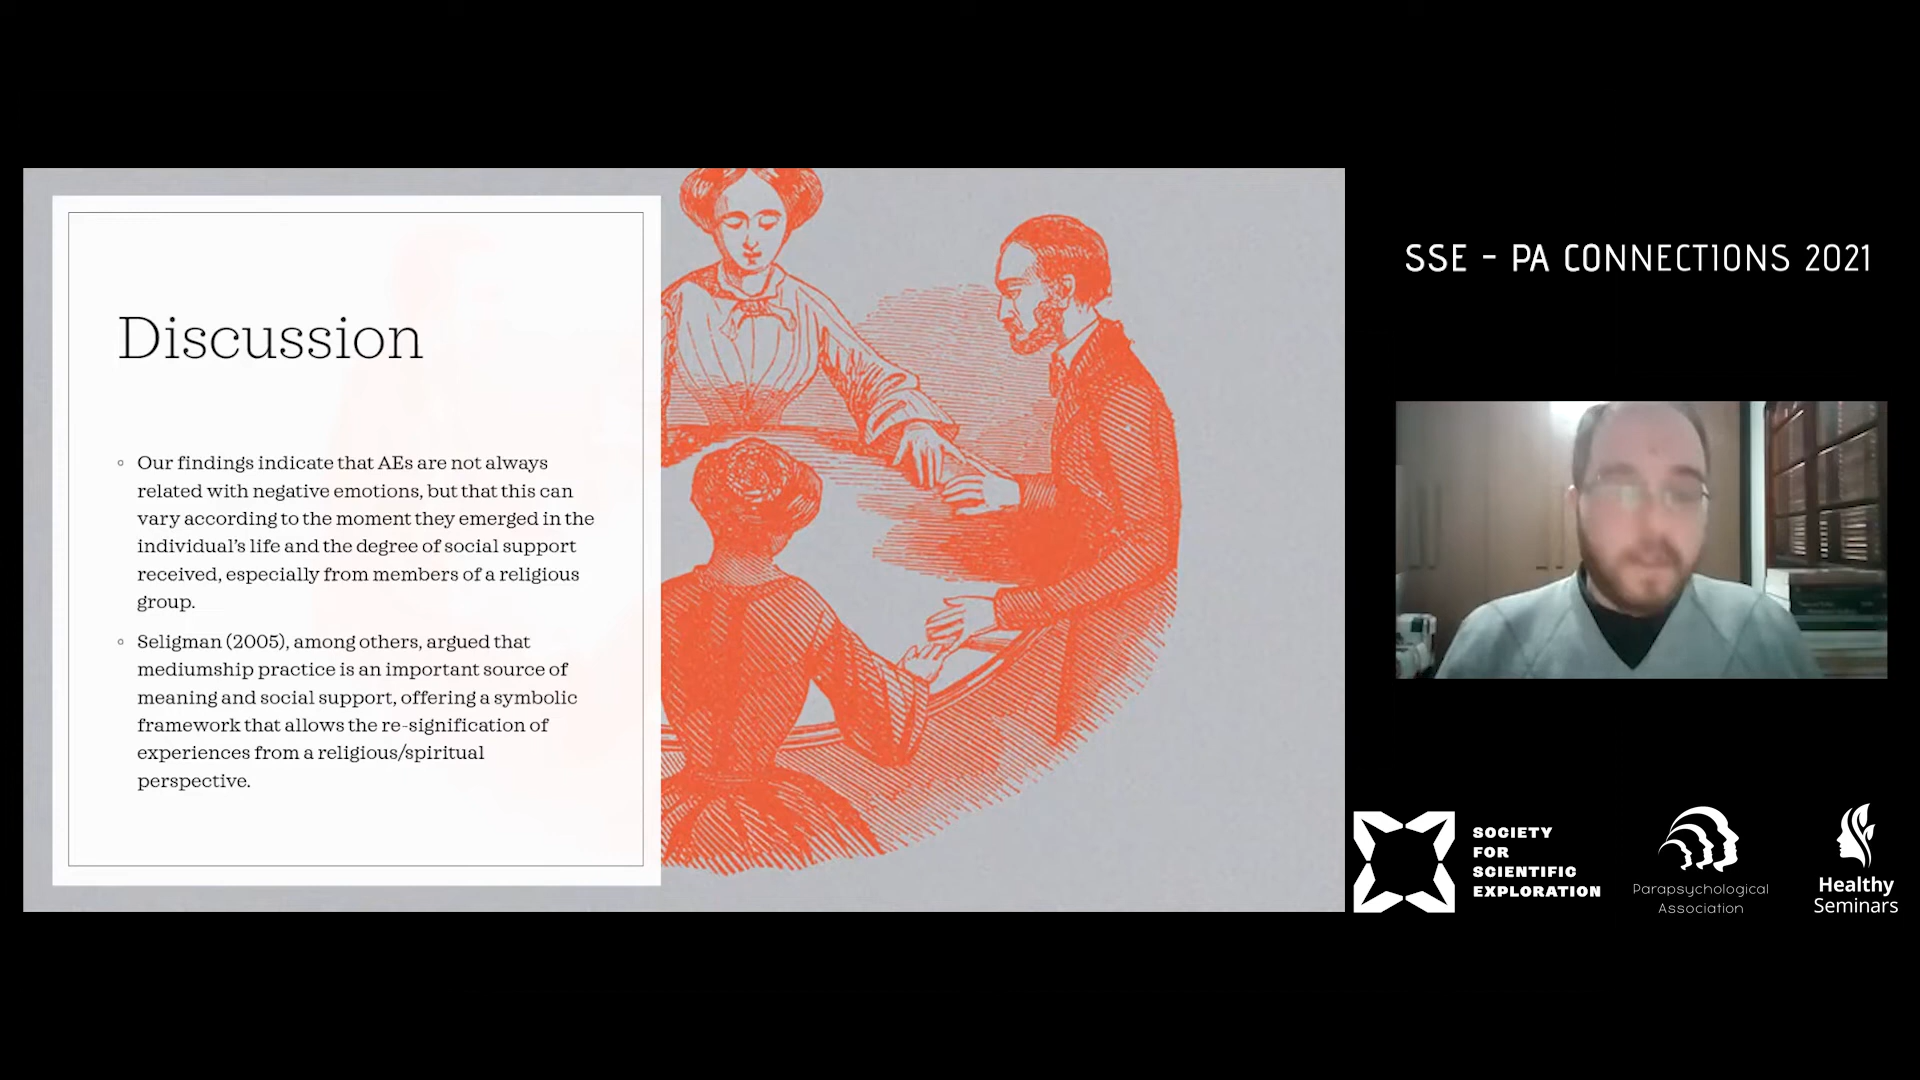 Discussion
◦ Our findings indicate that AEs are not always
related with negative emotions, but that this can
vary according to the moment they emerged in the
individual's life and the degree of social support
received, especially from members of a religious
group.
◦ Seligman (2005), among others, argued that
mediumship practice is an important source of
meaning and social support, offering a symbolic
framework that allows the re-signification of
experiences from a religious/spiritual
perspective.
SSE - PA CONNECTIONS 2021
SOCIETY
FOR
SCIENTIFIC
EXPLORATION
Parapsychological
Association
Healthy
Seminars